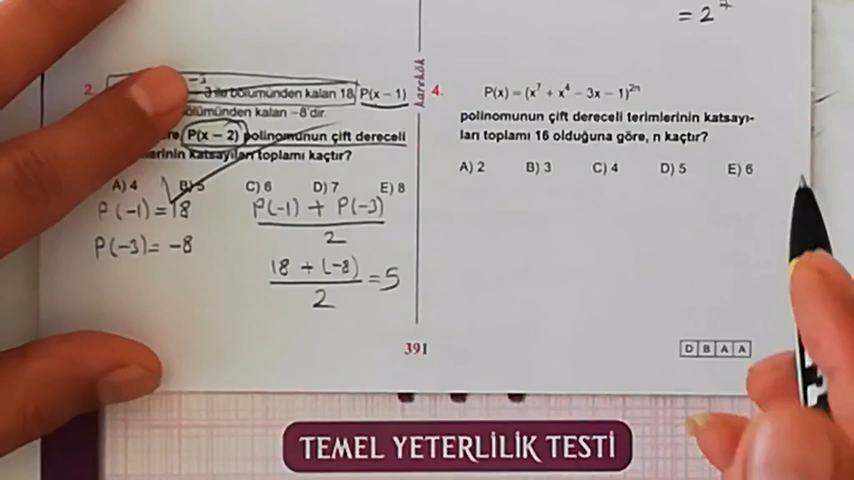 = 2
2.
-3
- 3 ile bölümünden kalan 18, P(x - 1)
bölümünden kalan -8'dir.
re, P(x - 2) polinomunun çift dereceli
katsayıları toplamı kaçtır?
A) 4 B) 5 C) 6 D) 7 E) 8
P(-1) = 18
P(-3) = -8
P(-1) + P(-3)
2
18 + (-8) = 5
2
karekök
4.
P(x) = (x⁷ + x⁴ - 3x - 1)²ⁿ
polinomunun çift dereceli terimlerinin katsayı-
ları toplamı 16 olduğuna göre, n kaçtır?
A) 2 B) 3 C) 4 D) 5 E) 6
391
D B A A
TEMEL YETERLİLİK TESTİ